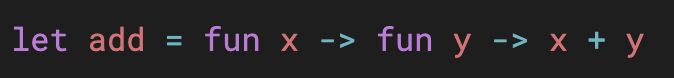 let add = fun x -> fun y -> x + y